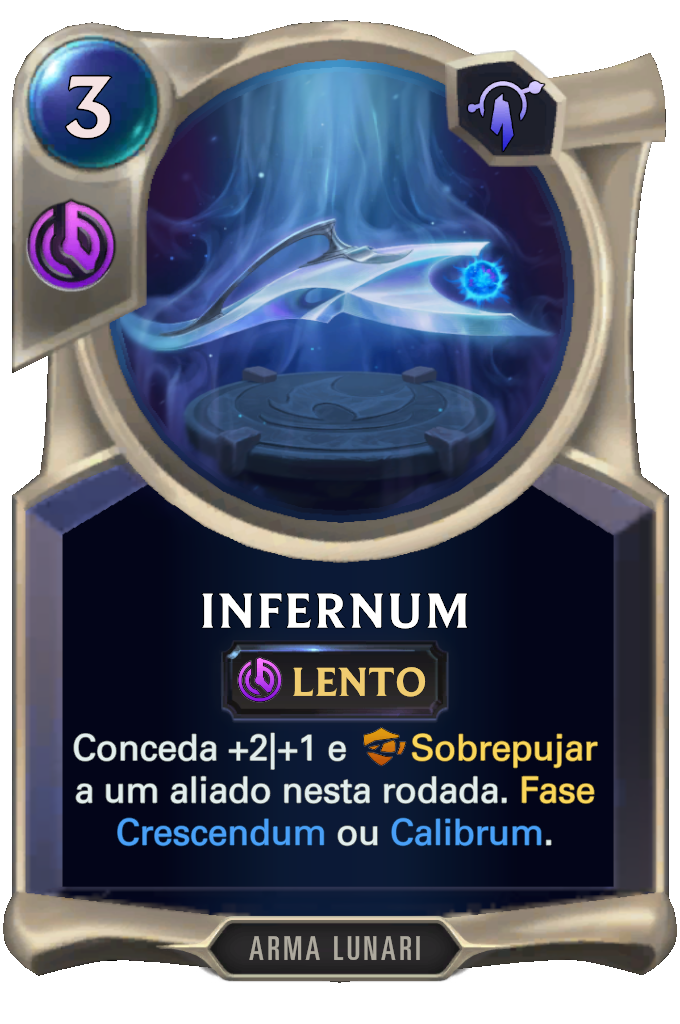 3
INFERNUM
LENTO
Conceda +2|+1 e Sobrepujar
a um aliado nesta rodada. Fase
Crescendum ou Calibrum.
ARMA LUNARI